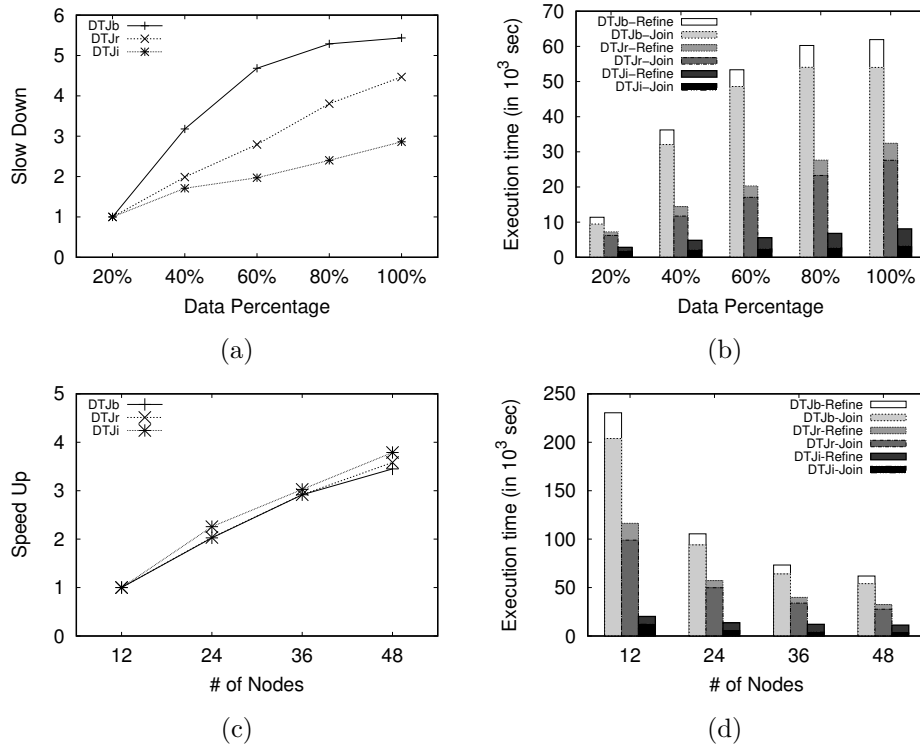 6
5
4
3
2
1
0
Slow Down
DTJb
DTJr
DTJi
20% 40% 60% 80% 100%
Data Percentage
(a)
70
60
50
40
30
20
10
0
Execution time (in 10³ sec)
DTJb−Refine
DTJb−Join
DTJr−Refine
DTJr−Join
DTJi−Refine
DTJi−Join
20% 40% 60% 80% 100%
Data Percentage
(b)
5
4
3
2
1
0
Speed Up
DTJb
DTJr
DTJi
12 24 36 48
# of Nodes
(c)
250
200
150
100
50
0
Execution time (in 10³ sec)
DTJb-Refine
DTJb-Join
DTJr-Refine
DTJr-Join
DTJi-Refine
DTJi-Join
12 24 36 48
# of Nodes
(d)